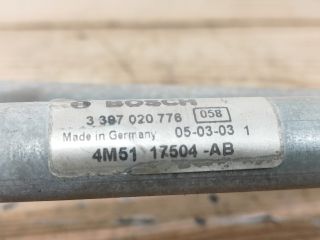 BOSCH
3 397 020 776 058
Made in Germany 05-03-03 1
4M51 17504-AB